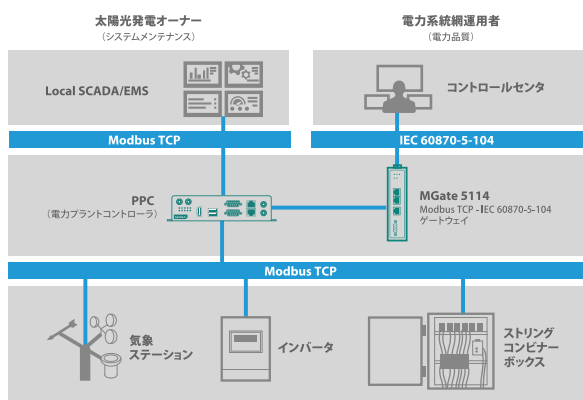 太陽光発電オーナー
（システムメンテナンス）
電力系統網運用者
（電力品質）
Local SCADA/EMS
コントロールセンタ
Modbus TCP
IEC 60870-5-104
PPC
（電力プラントコントローラ）
MGate 5114
Modbus TCP - IEC 60870-5-104
ゲートウェイ
Modbus TCP
気象
ステーション
インバータ
ストリング
コンビナー
ボックス